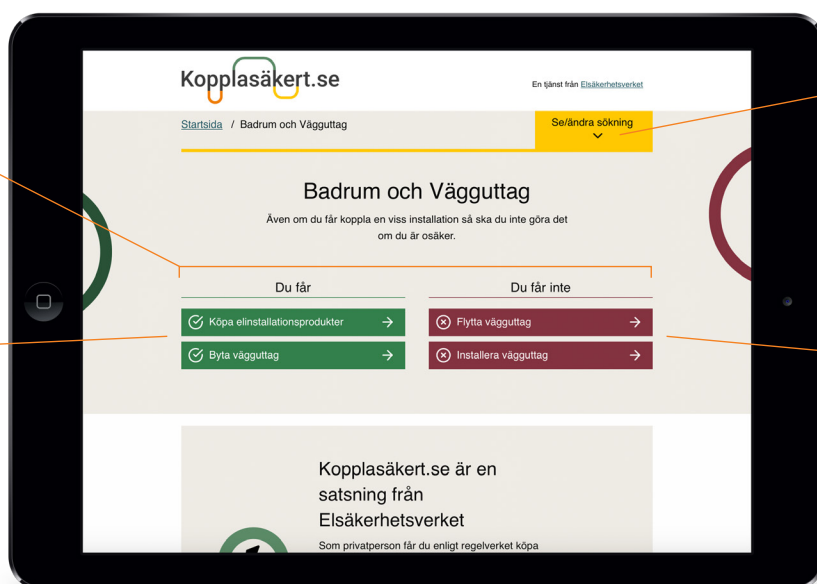 Kopplasäkert.se
En tjänst från Elsäkerhetsverket
Startsida / Badrum och Vägguttag
Se/ändra sökning
Badrum och Vägguttag
Även om du får koppla en viss installation så ska du inte göra det
om du är osäker.
Du får
Du får inte
Köpa elinstallationsprodukter
Flytta vägguttag
Byta vägguttag
Installera vägguttag
Kopplasäkert.se är en
satsning från
Elsäkerhetsverket
Som privatperson får du enligt regelverket köpa